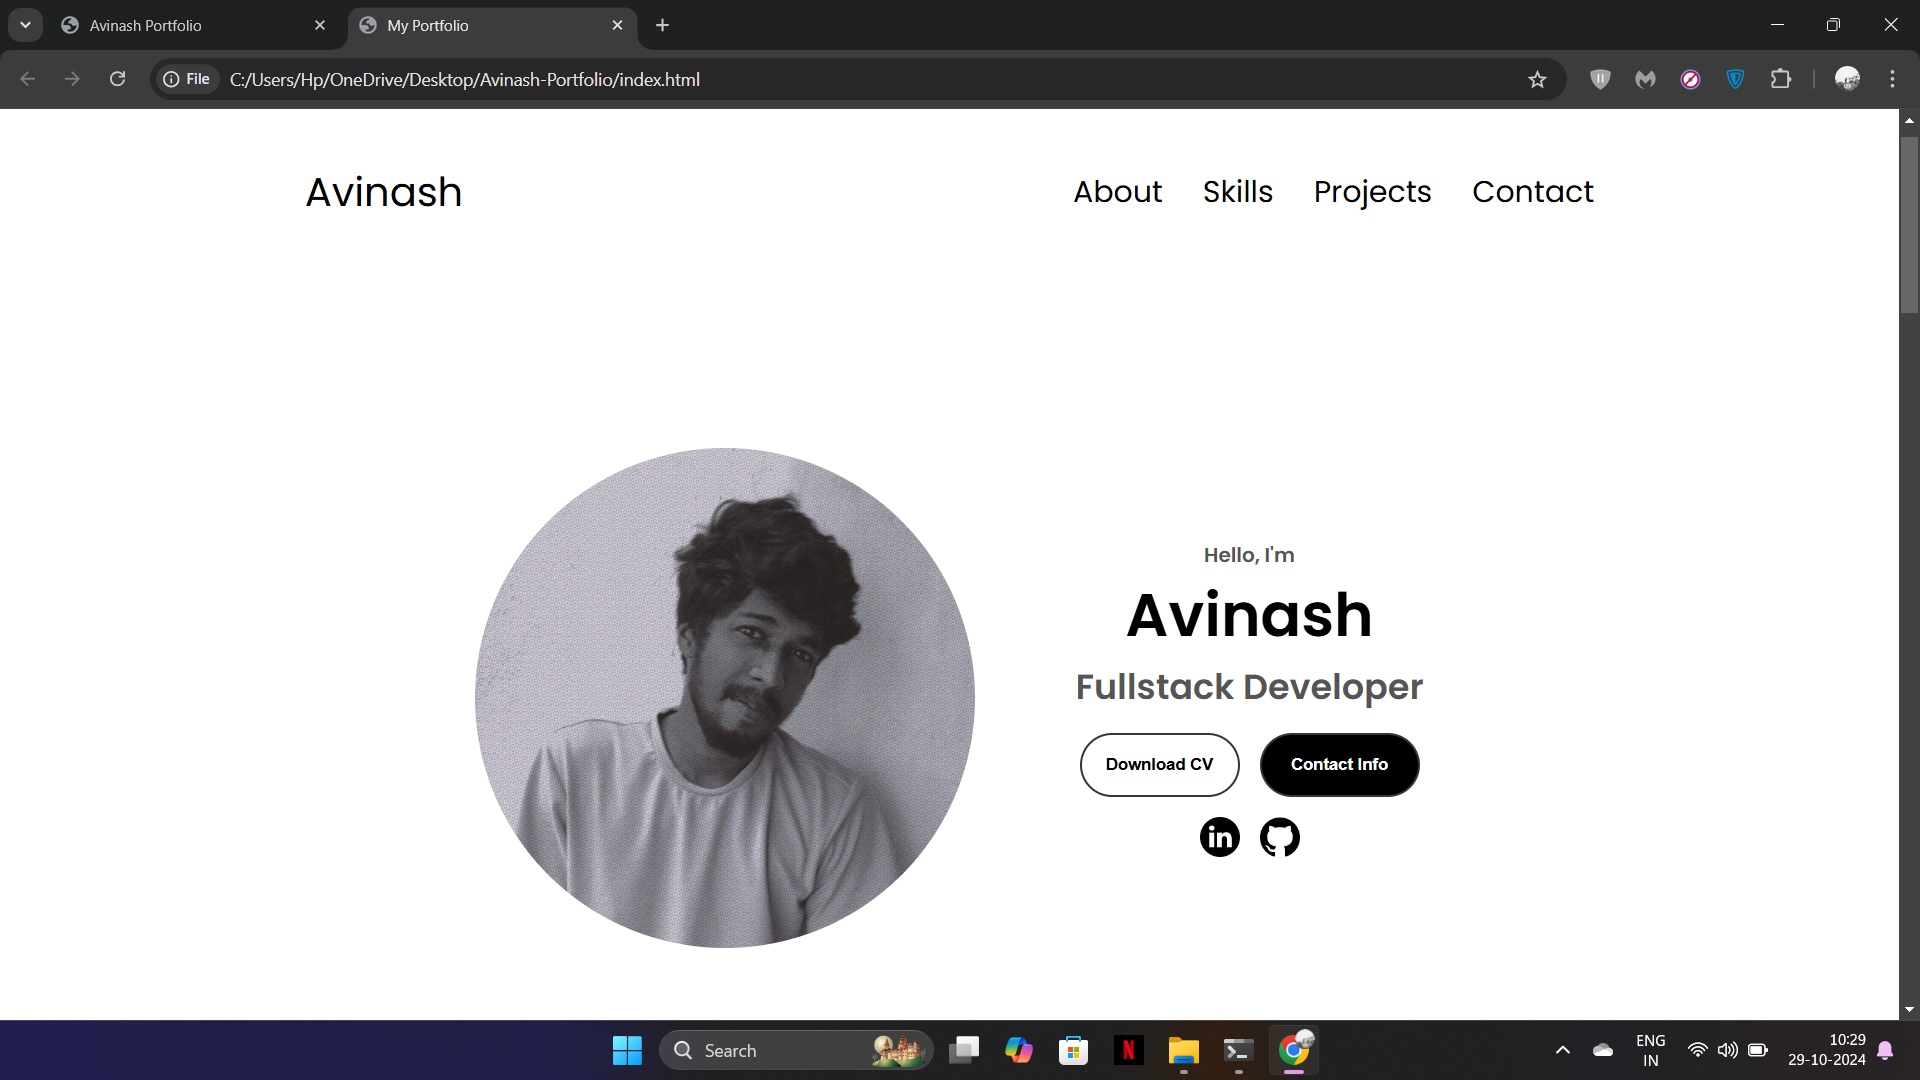 Avinash Portfolio
My Portfolio
File
C:/Users/Hp/OneDrive/Desktop/Avinash-Portfolio/index.html
Avinash
About Skills Projects Contact
Hello, I'm
Avinash
Fullstack Developer
Download CV
Contact Info
in
Search
N
ENG
IN
10:29
29-10-2024